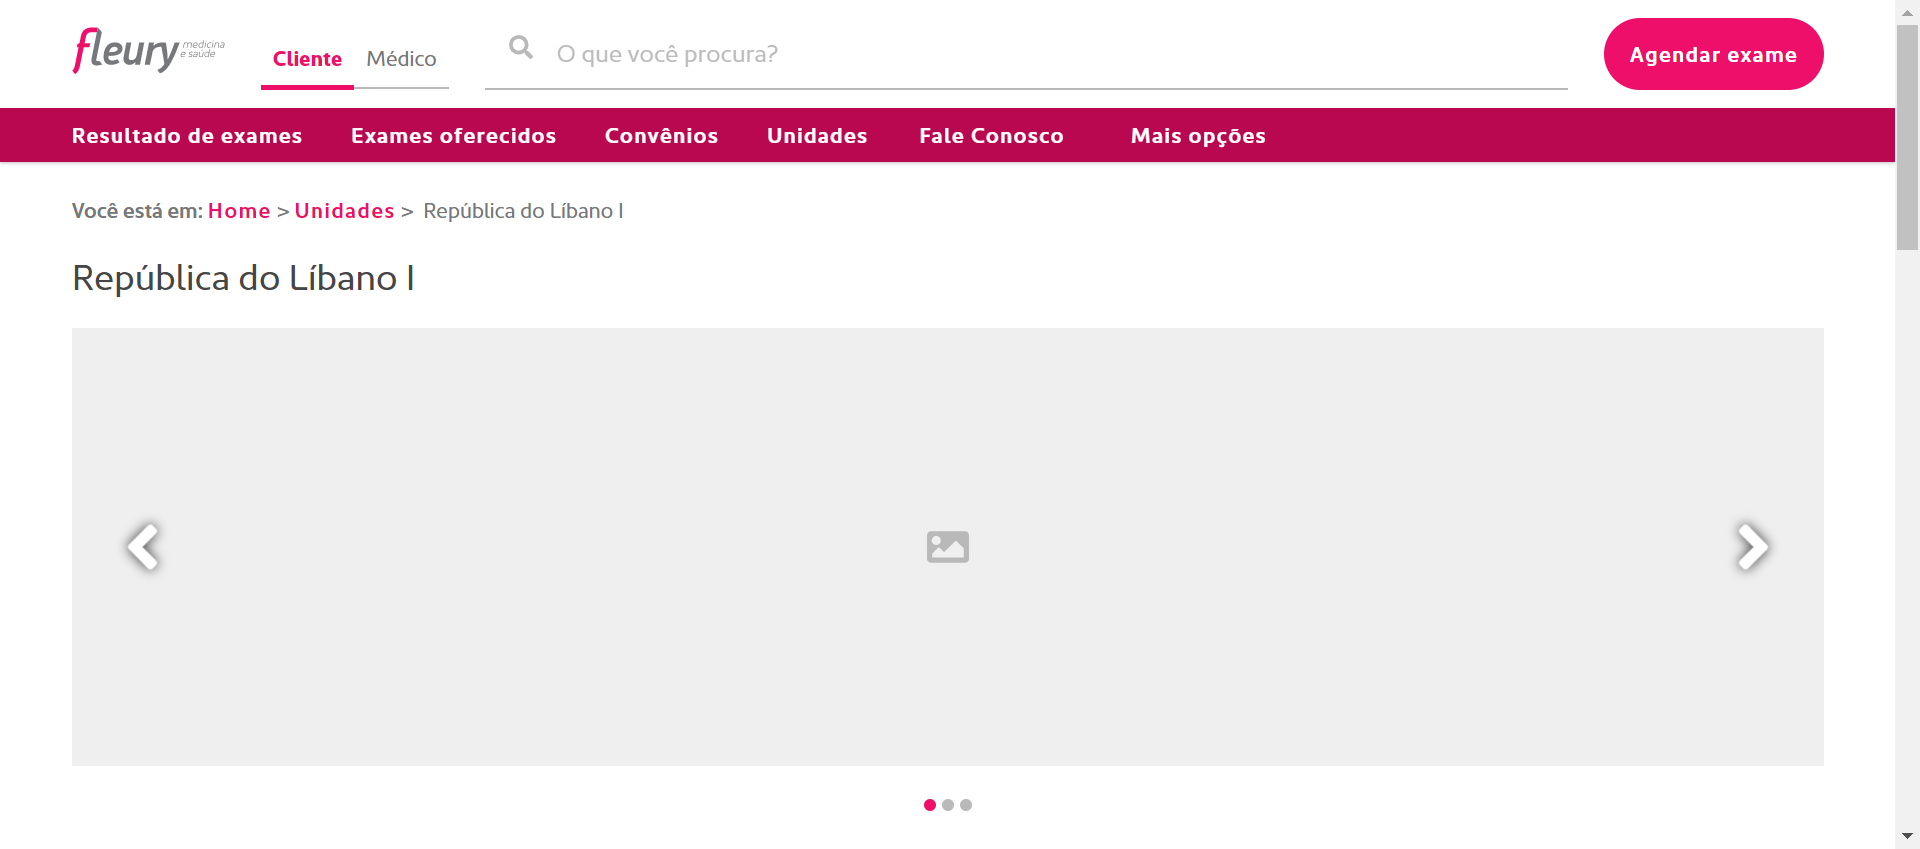 fleury medicina e saúde
Cliente Médico O que você procura? Agendar exame
Resultado de exames Exames oferecidos Convênios Unidades Fale Conosco Mais opções
Você está em: Home > Unidades > República do Líbano I
República do Líbano I